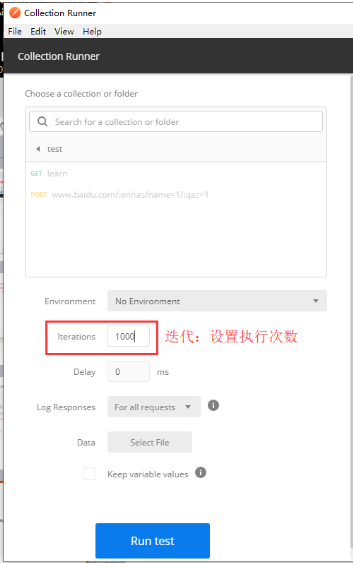 Collection Runner
File Edit View Help
Collection Runner
Choose a collection or folder
Search for a collection or folder
test
GET learn
POST www.baidu.com/:en/:as/name=1/:qaz=1
Environment No Environment
Iterations 1000 迭代：设置执行次数
Delay 0 ms
Log Responses For all requests
Data Select File
Keep variable values
Run test